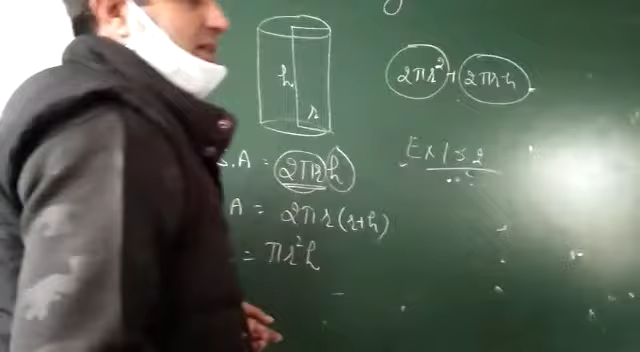 h
r
2πr² + 2πrh
S.A = 2πrh
A = 2πr(r+h)
= πr²h
Ex 13.2